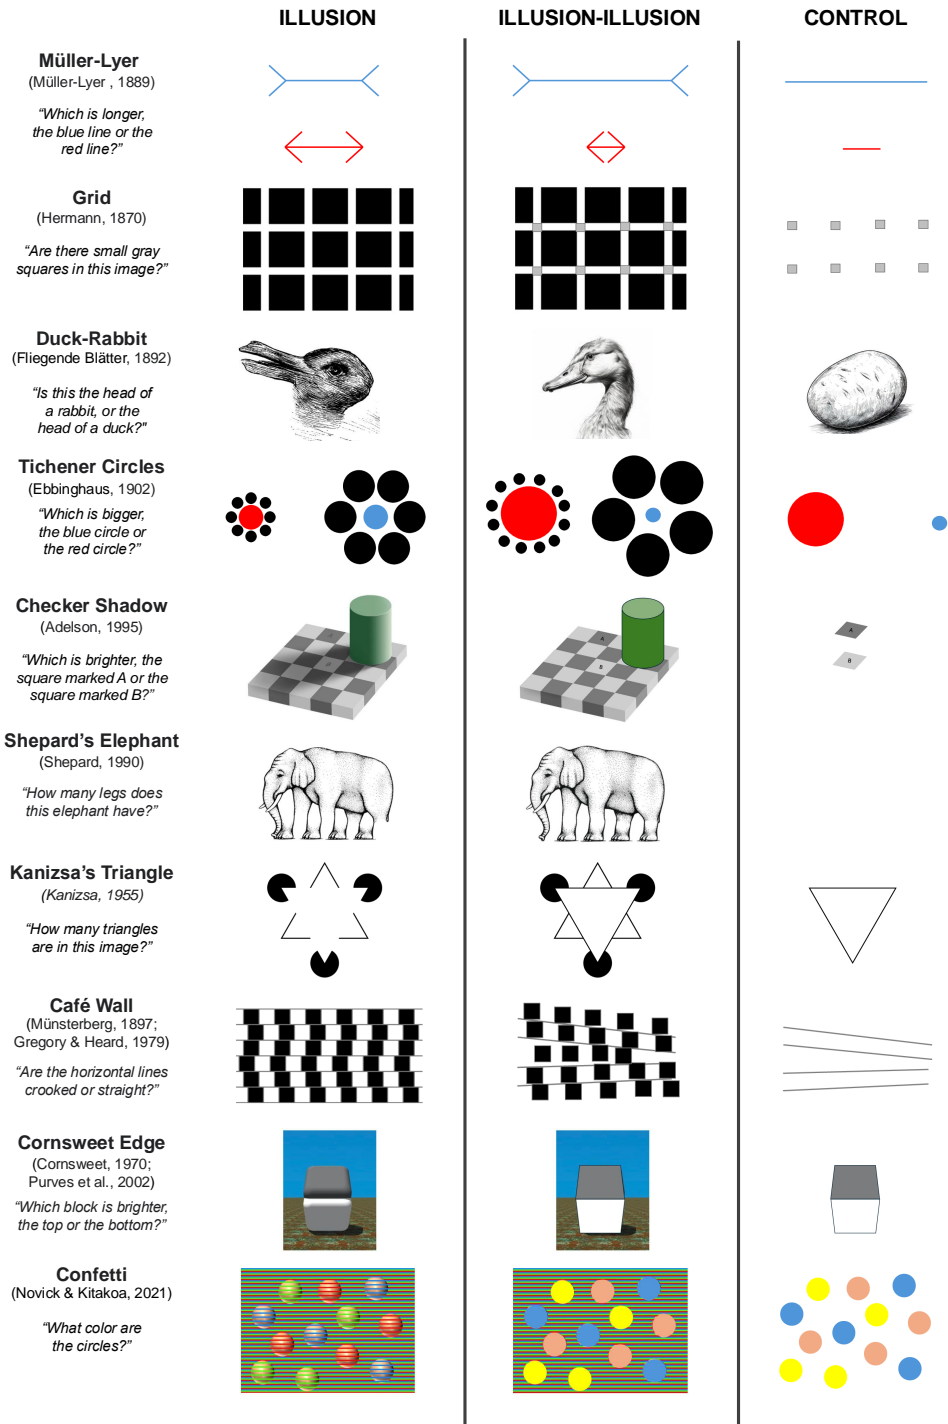 ILLUSION
ILLUSION-ILLUSION
CONTROL
Müller-Lyer
(Müller-Lyer , 1889)
“Which is longer,
the blue line or the
red line?”
Grid
(Hermann, 1870)
“Are there small gray
squares in this image?”
Duck-Rabbit
(Fliegende Blätter, 1892)
“Is this the head of
a rabbit, or the
head of a duck?"
Tichener Circles
(Ebbinghaus, 1902)
“Which is bigger,
the blue circle or
the red circle?”
Checker Shadow
(Adelson, 1995)
“Which is brighter, the
square marked A or the
square marked B?”
A
B
A
B
A
B
Shepard’s Elephant
(Shepard, 1990)
“How many legs does
this elephant have?”
Kanizsa’s Triangle
(Kanizsa, 1955)
“How many triangles
are in this image?”
Café Wall
(Münsterberg, 1897;
Gregory & Heard, 1979)
“Are the horizontal lines
crooked or straight?”
Cornsweet Edge
(Cornsweet, 1970;
Purves et al., 2002)
“Which block is brighter,
the top or the bottom?”
Confetti
(Novick & Kitakoa, 2021)
“What color are
the circles?”